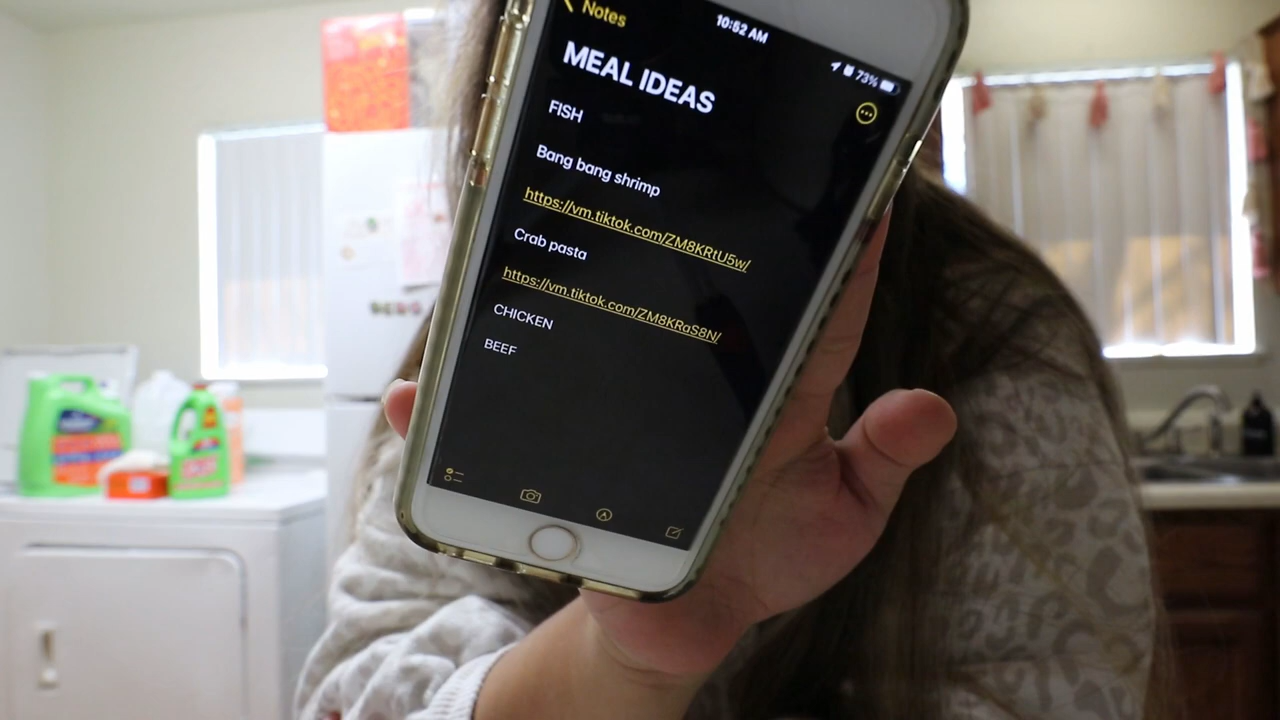 Notes
10:52 AM
73%
MEAL IDEAS
FISH
Bang bang shrimp
https://vm.tiktok.com/ZM8KRtU5w/
Crab pasta
https://vm.tiktok.com/ZM8KRaS8N/
CHICKEN
BEEF